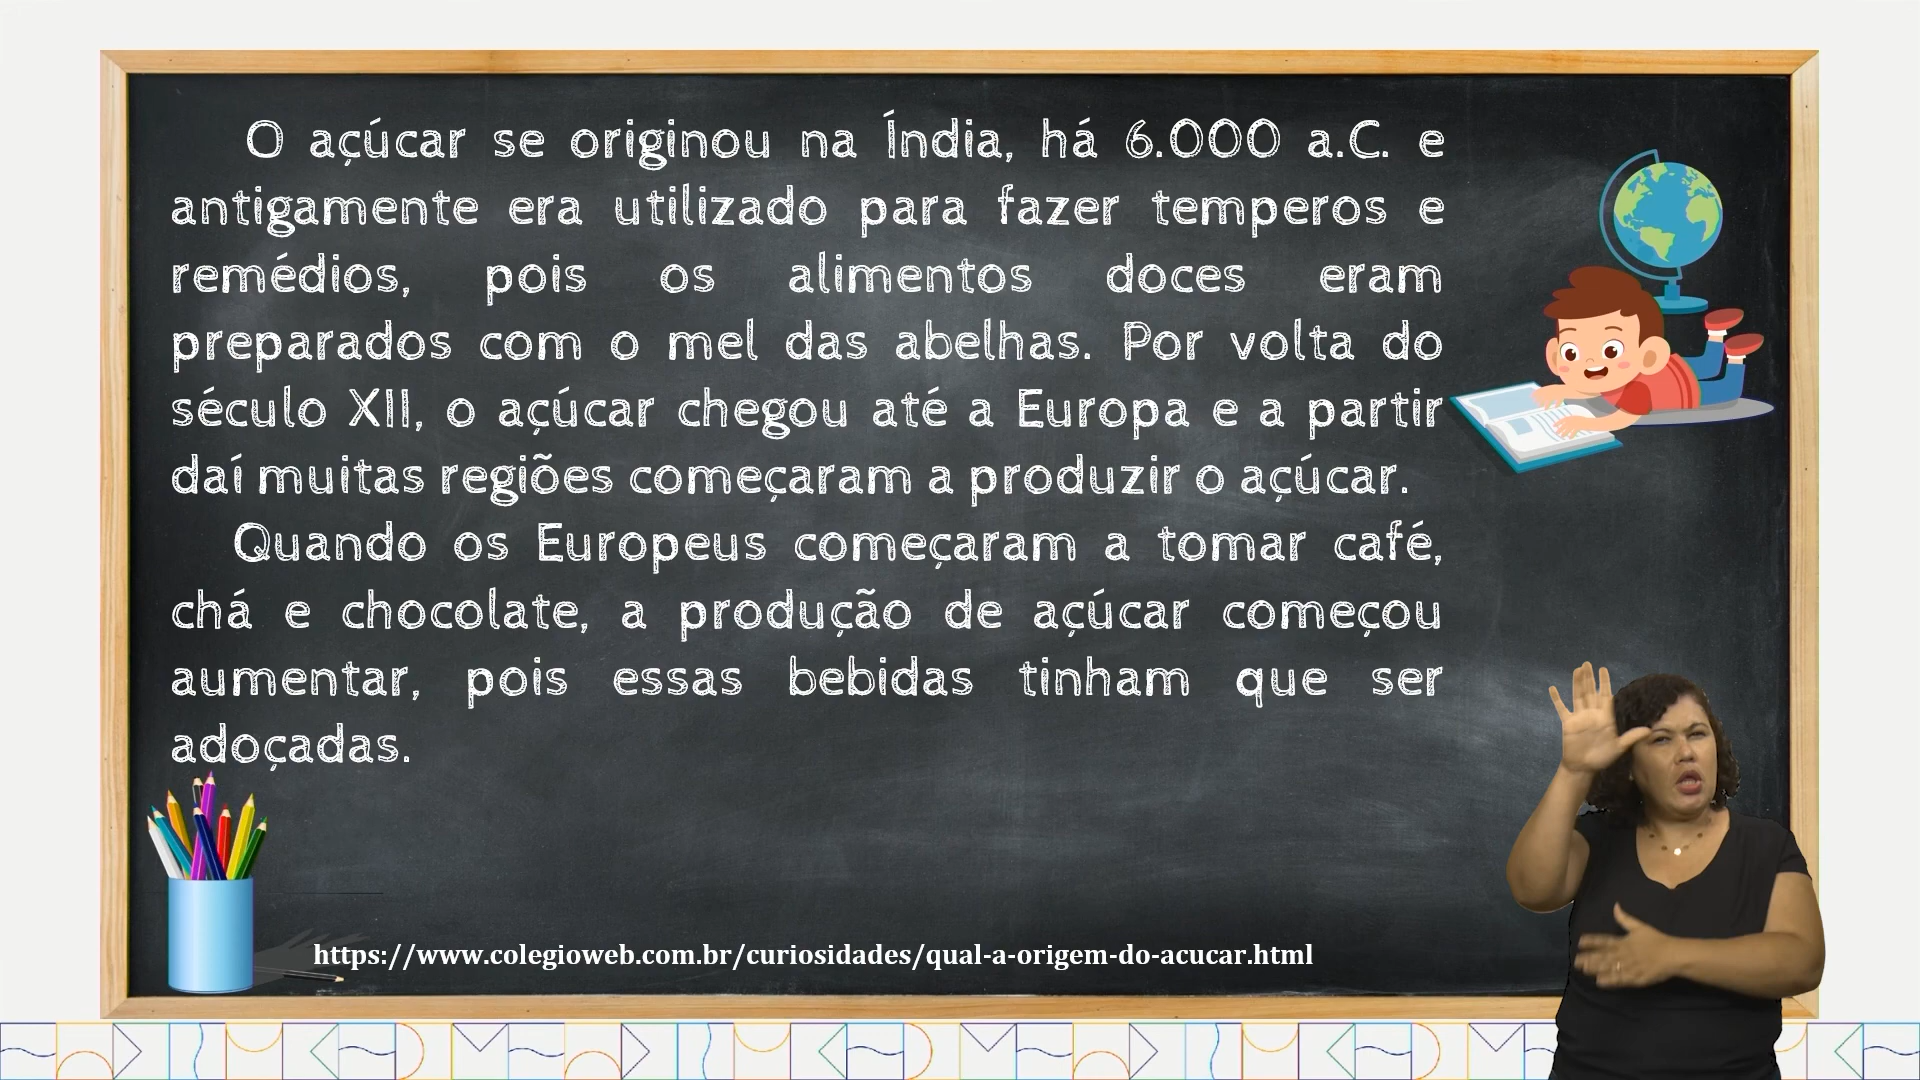 O açúcar se originou na Índia, há 6.000 a.C. e
antigamente era utilizado para fazer temperos e
remédios, pois os alimentos doces eram
preparados com o mel das abelhas. Por volta do
século XII, o açúcar chegou até a Europa e a partir
daí muitas regiões começaram a produzir o açúcar.
Quando os Europeus começaram a tomar café,
chá e chocolate, a produção de açúcar começou
aumentar, pois essas bebidas tinham que ser
adoçadas.
https://www.colegioweb.com.br/curiosidades/qual-a-origem-do-acucar.html